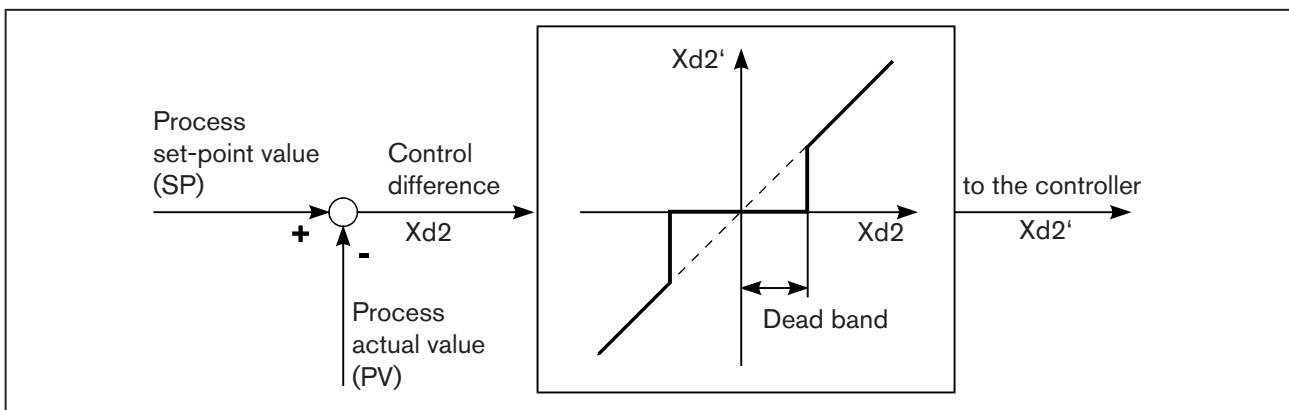 Process
set-point value
(SP)
+
-
Process
actual value
(PV)
Control
difference
Xd2
Xd2‘
Xd2
Dead band
to the controller
Xd2‘